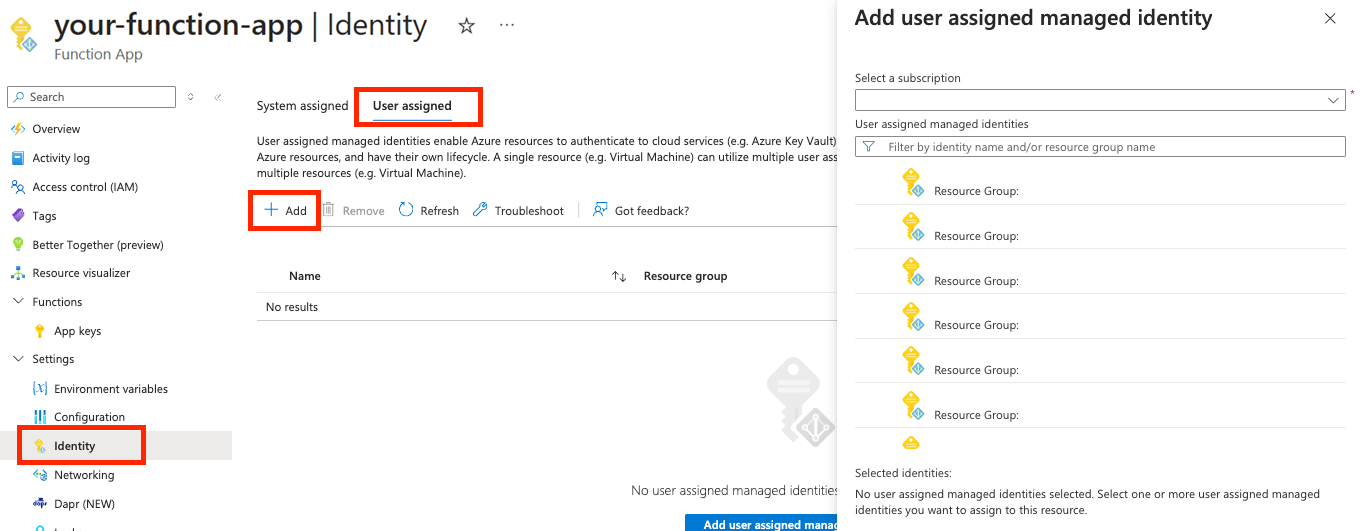 your-function-app | Identity
Function App
Search
Overview
Activity log
Access control (IAM)
Tags
Better Together (preview)
Resource visualizer
Functions
App keys
Settings
Environment variables
Configuration
Identity
Networking
Dapr (NEW)
System assigned
User assigned
User assigned managed identities enable Azure resources to authenticate to cloud services (e.g. Azure Key Vault)
Azure resources, and have their own lifecycle. A single resource (e.g. Virtual Machine) can utilize multiple user
multiple resources (e.g. Virtual Machine).
Add
Remove
Refresh
Troubleshoot
Got feedback?
Name
Resource group
No results
No user assigned managed identities
Add user assigned
Add user assigned managed identity
Select a subscription
*
User assigned managed identities
Filter by identity name and/or resource group name
Resource Group:
Resource Group:
Resource Group:
Resource Group:
Resource Group:
Resource Group:
Selected identities:
No user assigned managed identities selected. Select one or more user assigned managed
identities you want to assign to this resource.